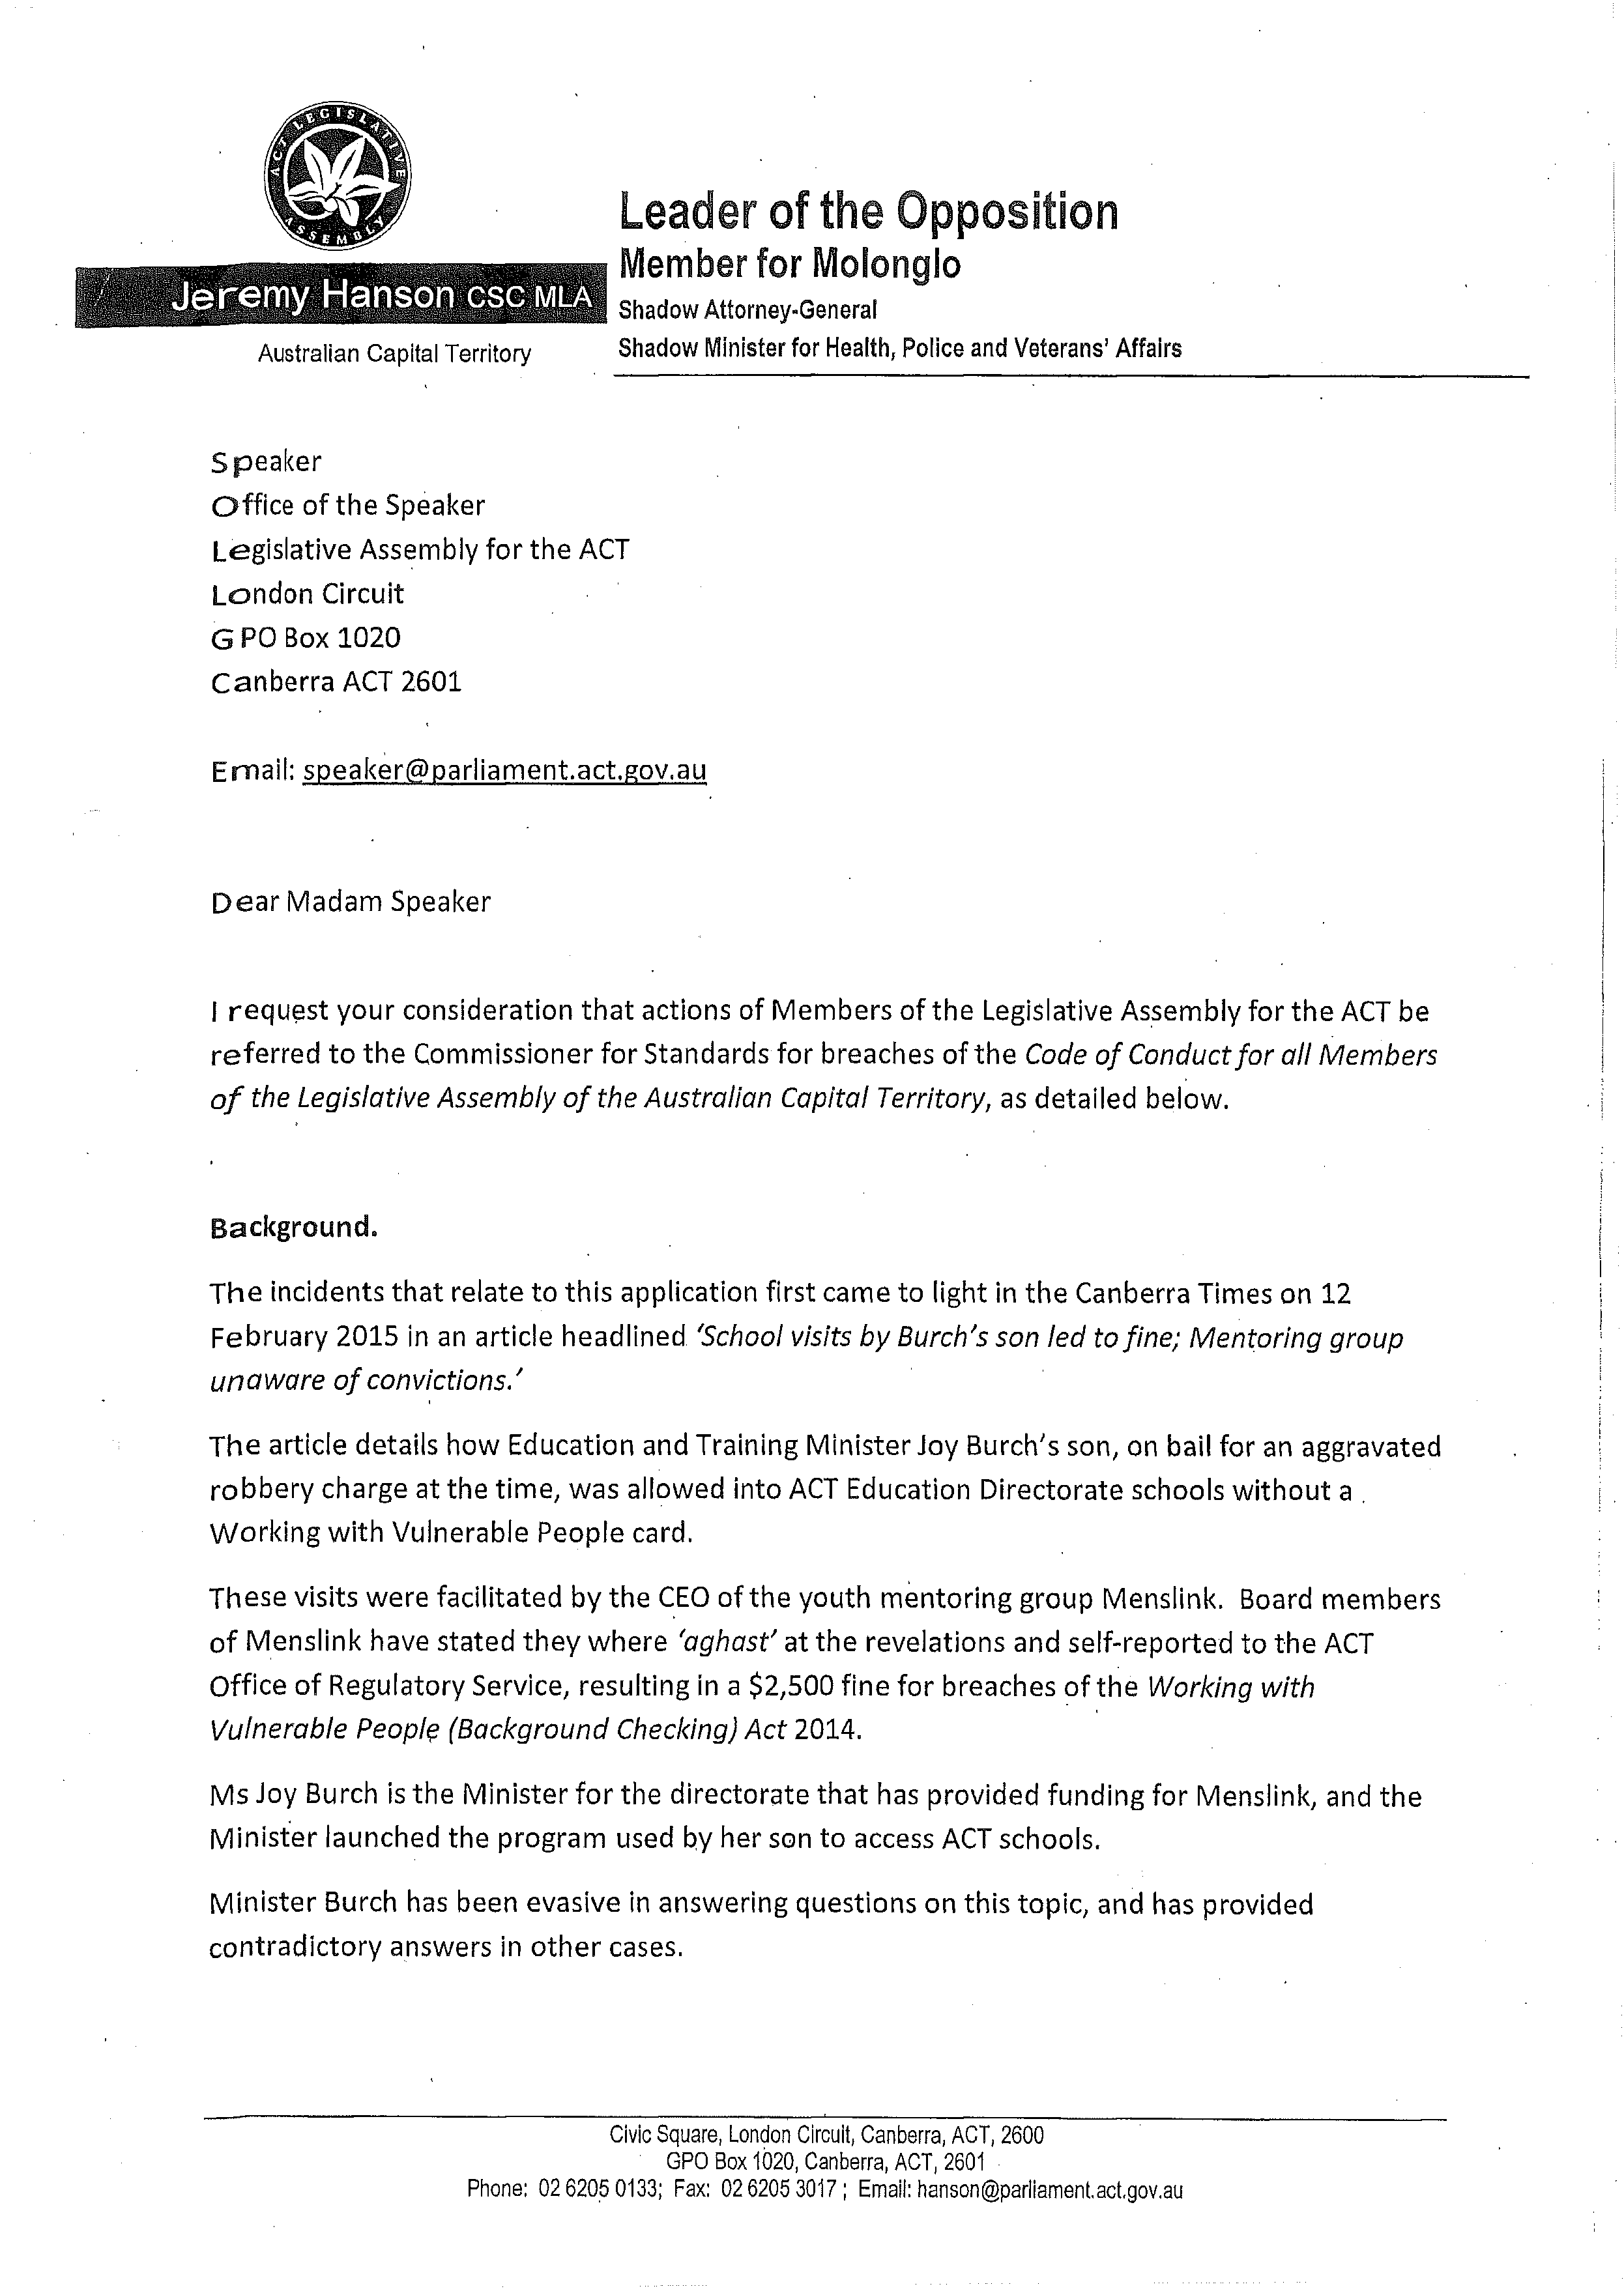 ACT LEGISLATIVE ASSEMBLY
Jeremy Hanson CSC MLA
Australian Capital Territory
Leader of the Opposition
Member for Molonglo
Shadow Attorney-General
Shadow Minister for Health, Police and Veterans' Affairs
Speaker
Office of the Speaker
Legislative Assembly for the ACT
London Circuit
GPO Box 1020
Canberra ACT 2601
Email: speaker@parliament.act.gov.au
Dear Madam Speaker
I request your consideration that actions of Members of the Legislative Assembly for the ACT be
referred to the Commissioner for Standards for breaches of the Code of Conduct for all Members
of the Legislative Assembly of the Australian Capital Territory, as detailed below.
Background.
The incidents that relate to this application first came to light in the Canberra Times on 12
February 2015 in an article headlined 'School visits by Burch's son led to fine; Mentoring group
unaware of convictions.'
The article details how Education and Training Minister Joy Burch's son, on bail for an aggravated
robbery charge at the time, was allowed into ACT Education Directorate schools without a
Working with Vulnerable People card.
These visits were facilitated by the CEO of the youth mentoring group Menslink. Board members
of Menslink have stated they where 'aghast' at the revelations and self-reported to the ACT
Office of Regulatory Service, resulting in a $2,500 fine for breaches of the Working with
Vulnerable People (Background Checking) Act 2014.
Ms Joy Burch is the Minister for the directorate that has provided funding for Menslink, and the
Minister launched the program used by her son to access ACT schools.
Minister Burch has been evasive in answering questions on this topic, and has provided
contradictory answers in other cases.
Civic Square, London Circuit, Canberra, ACT, 2600
GPO Box 1020, Canberra, ACT, 2601
Phone: 02 6205 0133; Fax: 02 6205 3017 ; Email: hanson@parliament.act.gov.au